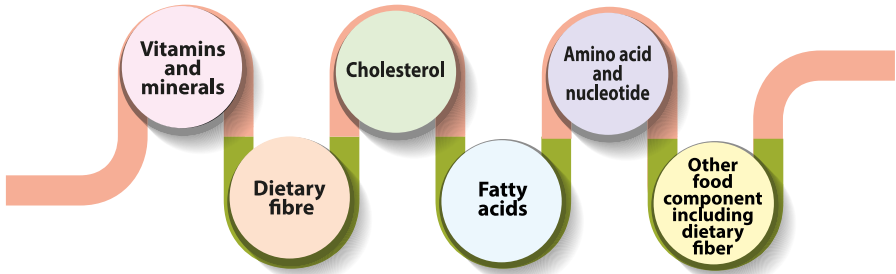 Vitamins
and
minerals
Dietary
fibre
Cholesterol
Fatty
acids
Amino acid
and
nucleotide
Other
food
component
including
dietary
fiber